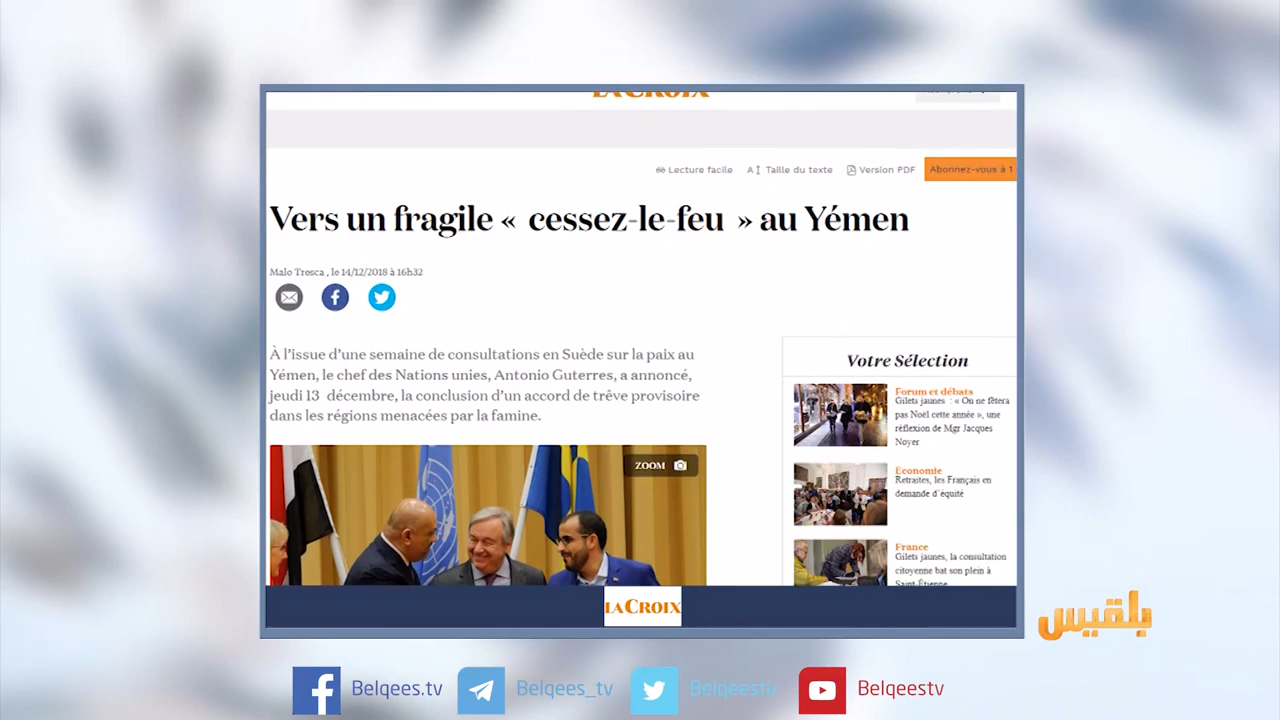 LA CROIX
Lecture facile
A Taille du texte
Version PDF
Abonnez-vous à 1
Vers un fragile « cessez-le-feu » au Yémen
Malo Tresca , le 14/12/2018 à 16h32
À l'issue d'une semaine de consultations en Suède sur la paix au
Yémen, le chef des Nations unies, Antonio Guterres, a annoncé,
jeudi 13 décembre, la conclusion d'un accord de trêve provisoire
dans les régions menacées par la famine.
ZOOM
Votre Sélection
Forum et débats
Gilets jaunes : « On ne fêtera
pas Noël cette année », une
réflexion de Mgr Jacques
Noyer
Economie
Retraites, les Français en
demande d'équité
France
Gilets jaunes, la consultation
citoyenne bat son plein à
Saint-Étienne
LA CROIX
بلقيس
Belqees.tv
Belqees_tv
Belqeestv
Belqeestv